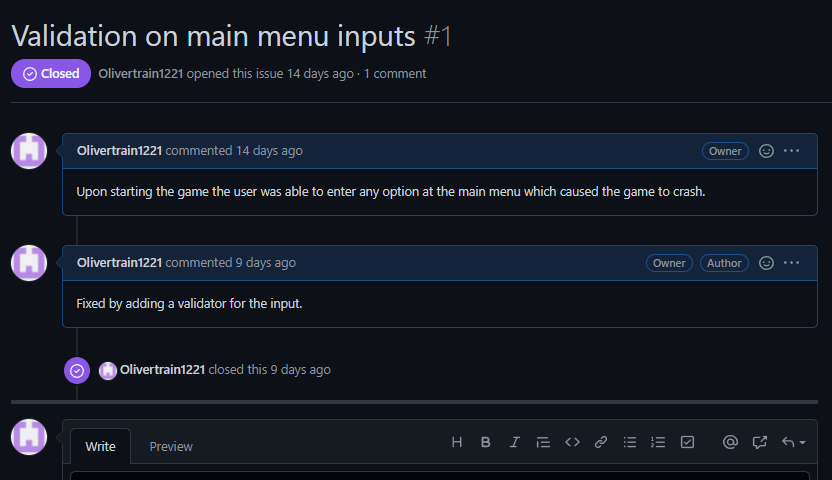 Validation on main menu inputs #1
Closed Olivertrain1221 opened this issue 14 days ago · 1 comment
Olivertrain1221 commented 14 days ago Owner
Upon starting the game the user was able to enter any option at the main menu which caused the game to crash.
Olivertrain1221 commented 9 days ago Owner Author
Fixed by adding a validator for the input.
Olivertrain1221 closed this 9 days ago
Write Preview